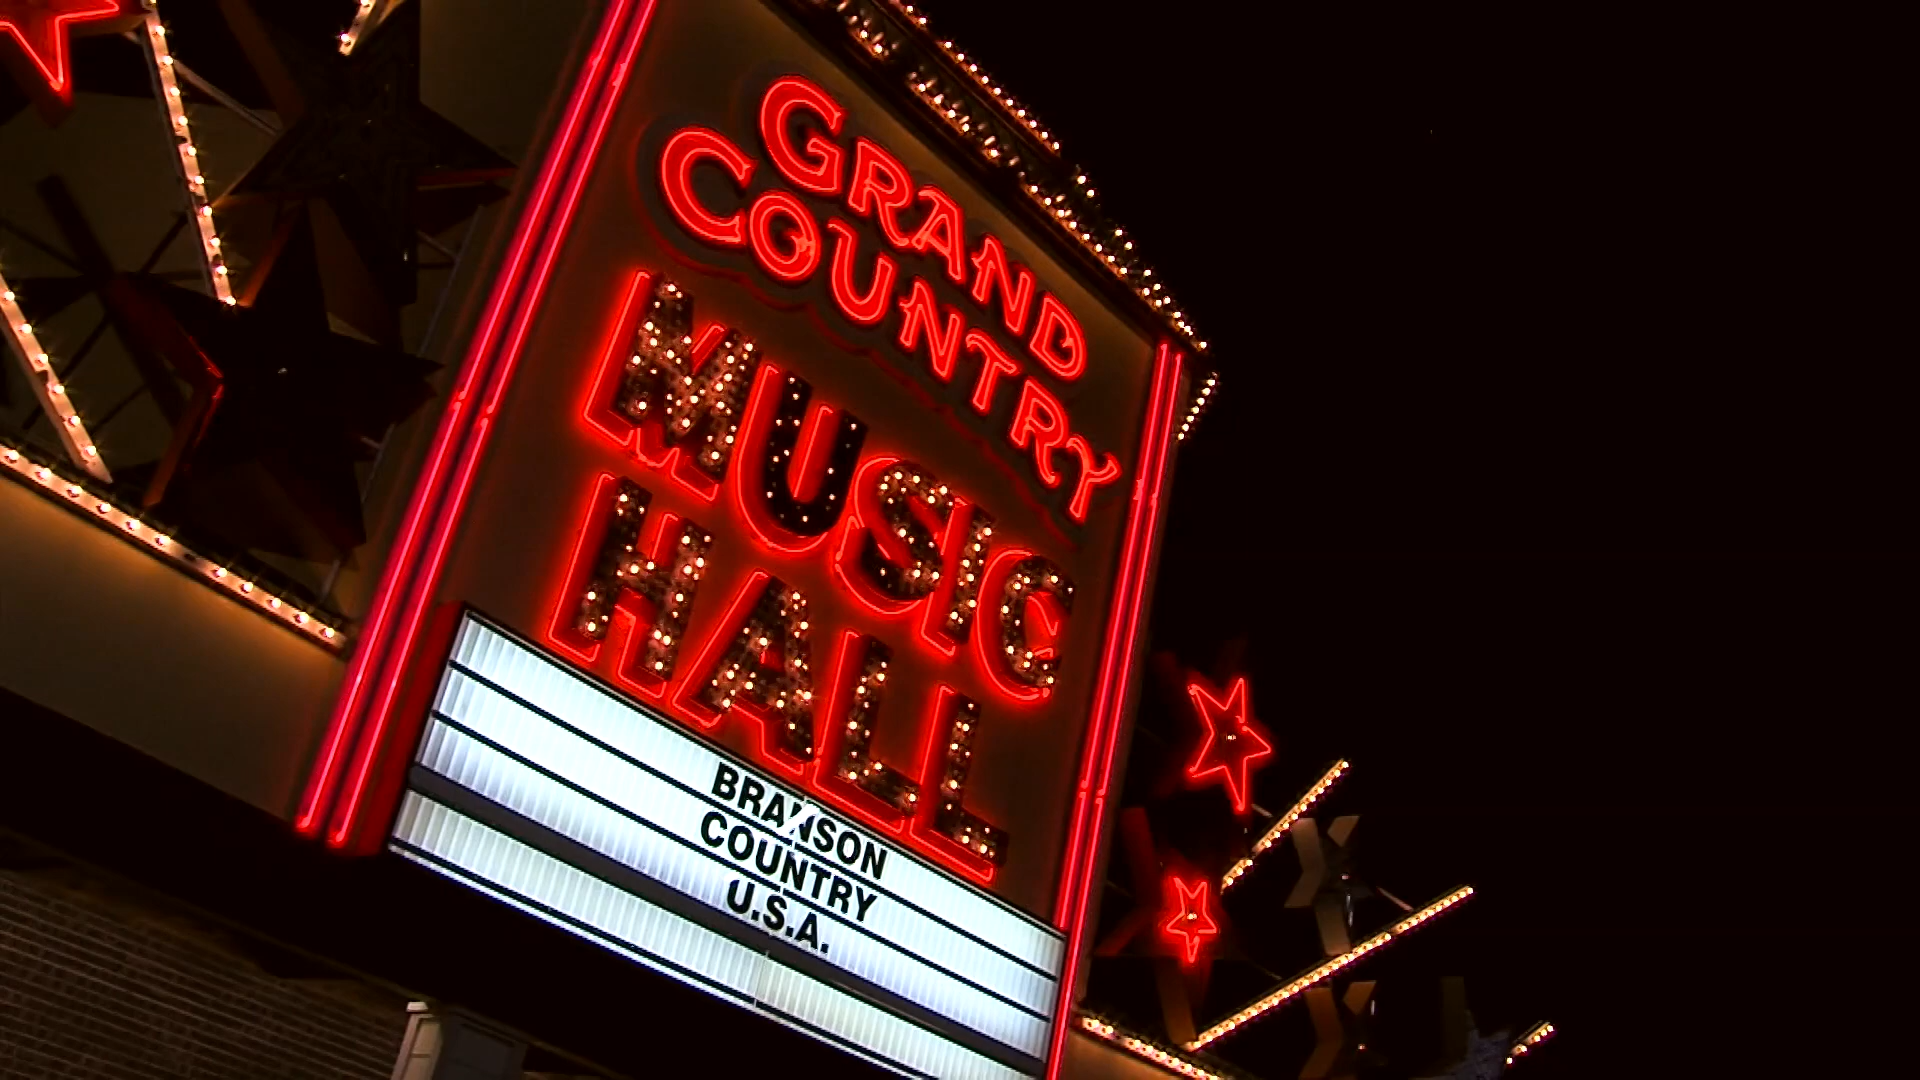 GRAND
COUNTRY
MUSIC
HALL
BRANSON
COUNTRY
U.S.A.